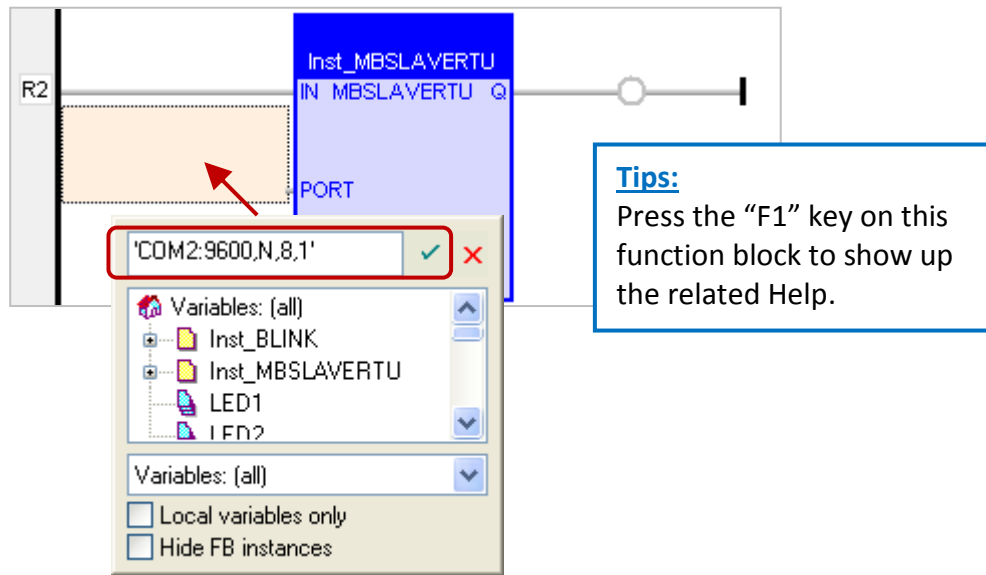 Inst_MBSLAVERTU
R2
IN MBSLAVERTU Q
PORT
Tips:
Press the “F1” key on this
function block to show up
the related Help.
'COM2:9600,N,8,1'
Variables: (all)
Inst_BLINK
Inst_MBSLAVERTU
LED1
LED2
Variables: (all)
Local variables only
Hide FB instances